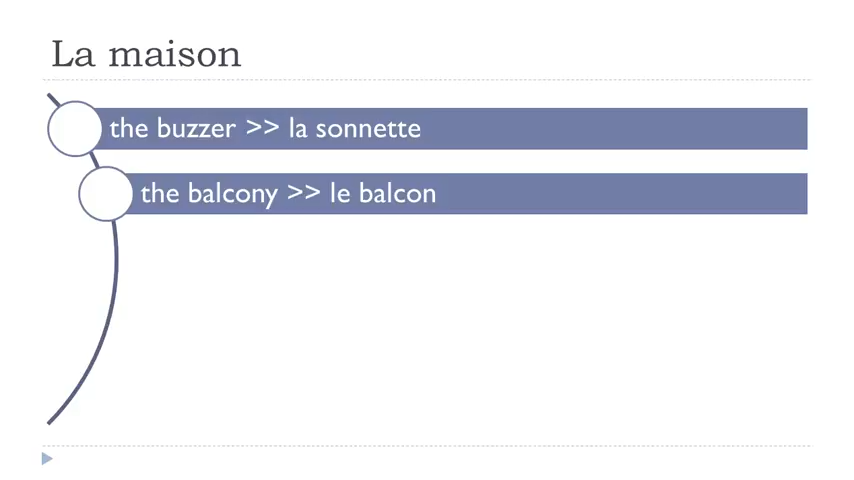 La maison
the buzzer >> la sonnette
the balcony >> le balcon